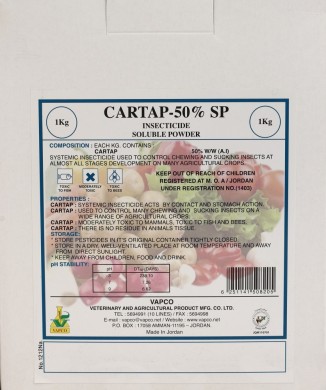 1Kg
CARTAP-50% SP
1Kg
INSECTICIDE
SOLUBLE POWDER
COMPOSITION : EACH KG. CONTAINS
CARTAP 50% W/W (A.I)
SYSTEMIC INSECTICIDE USED TO CONTROL CHEWING AND SUCKING INSECTS AT
ALMOST ALL STAGES DEVELOPMENT ON MANY AGRICULTURAL CROPS.
TOXIC TO FISH
MODERATELY TOXIC
TOXIC TO BEES
KEEP OUT OF REACH OF CHILDREN
REGISTERED AT M. O. A / JORDAN
UNDER REGISTRATION NO.(1403)
PROPERTIES :
CARTAP : SYSTEMIC INSECTICIDE ACTS BY CONTACT AND STOMACH ACTION.
CARTAP : USED TO CONTROL MANY CHEWING AND SUCKING INSECTS ON A
WIDE RANGE OF AGRICULTURAL CROPS.
CARTAP : MODERATELY TOXIC TO MAMMALS, TOXIC TO FISH AND BEES.
CARTAP : THERE IS NO RESIDUE IN ANIMALS TISSUE.
STORAGE:
* STORE PESTICIDES IN IT'S ORIGINAL CONTAINER TIGHTLY CLOSED.
* STORE IN A DRY, WELL-VENTILATED PLACE AT ROOM TEMPERATURE AND AWAY
FROM DIRECT SUNLIGHT.
* KEEP AWAY FROM CHILDREN, FOOD AND DRINK.
pH STABILITY:
pH (DAYS)
VAPCO
VETERINARY AND AGRICULTURAL PRODUCT MFG. CO. LTD.
TEL : 5694991 (10 LINES) / FAX : 5694998
E-mail : vapco@vapco.net / Website : www.vapco.net
P.O. BOX : 17058 AMMAN-11195 - JORDAN
Made In Jordan
VAPCO